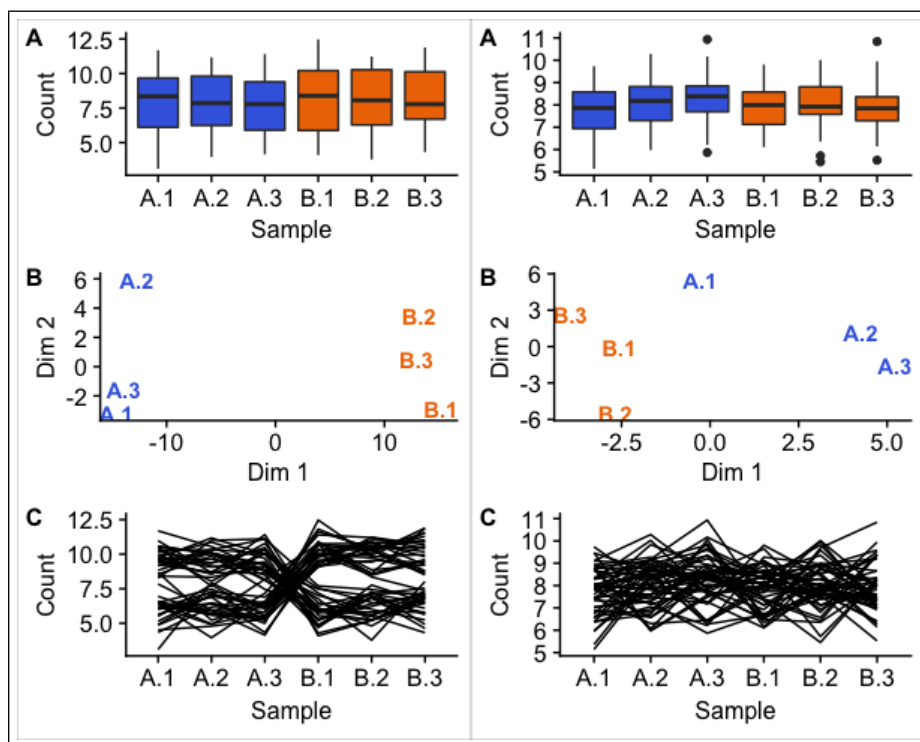 A
12.5
10.0
7.5
5.0
Count
A.1 A.2 A.3 B.1 B.2 B.3
Sample
B
6
4
2
0
-2
Dim 2
A.2
B.2
B.3
A.3
A.1
B.1
-10 0 10
Dim 1
C
12.5
10.0
7.5
5.0
Count
A.1 A.2 A.3 B.1 B.2 B.3
Sample
A
11
10
9
8
7
6
5
Count
A.1 A.2 A.3 B.1 B.2 B.3
Sample
B
6
3
0
-3
-6
Dim 2
A.1
B.3
A.2
B.1
A.3
B.2
-2.5 0.0 2.5 5.0
Dim 1
C
11
10
9
8
7
6
5
Count
A.1 A.2 A.3 B.1 B.2 B.3
Sample